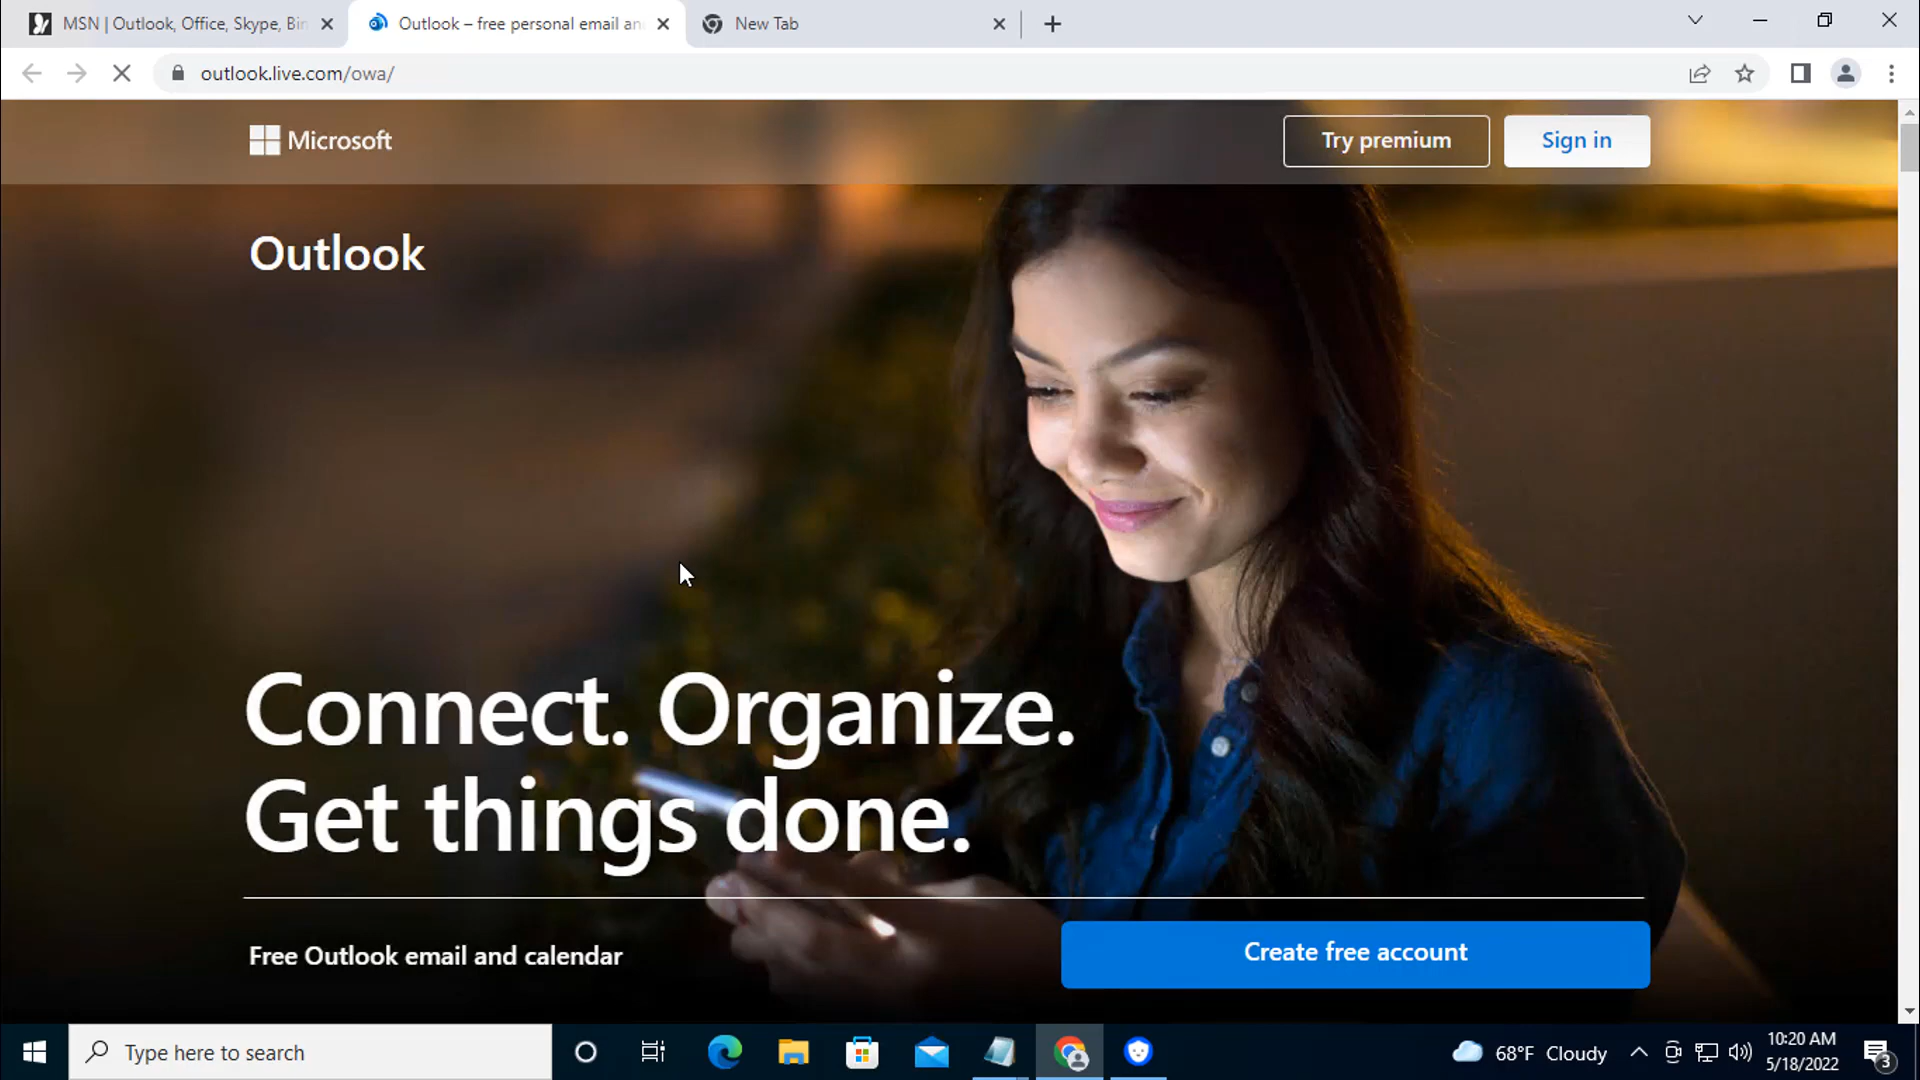 MSN | Outlook, Office, Skype, Bin
Outlook – free personal email an
New Tab
outlook.live.com/owa/
Microsoft
Try premium
Sign in
Outlook
Connect. Organize.
Get things done.
Free Outlook email and calendar
Create free account
Type here to search
68°F Cloudy
10:20 AM
5/18/2022
3